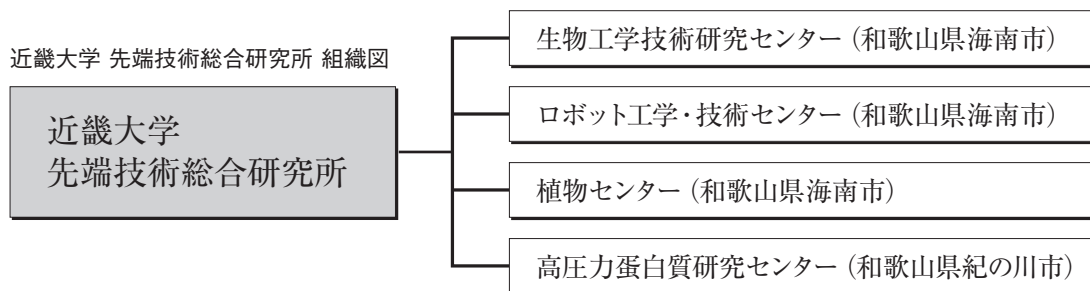 近畿大学 先端技術総合研究所 組織図
近畿大学
先端技術総合研究所
生物工学技術研究センター（和歌山県海南市）
ロボット工学・技術センター（和歌山県海南市）
植物センター（和歌山県海南市）
高圧力蛋白質研究センター（和歌山県紀の川市）